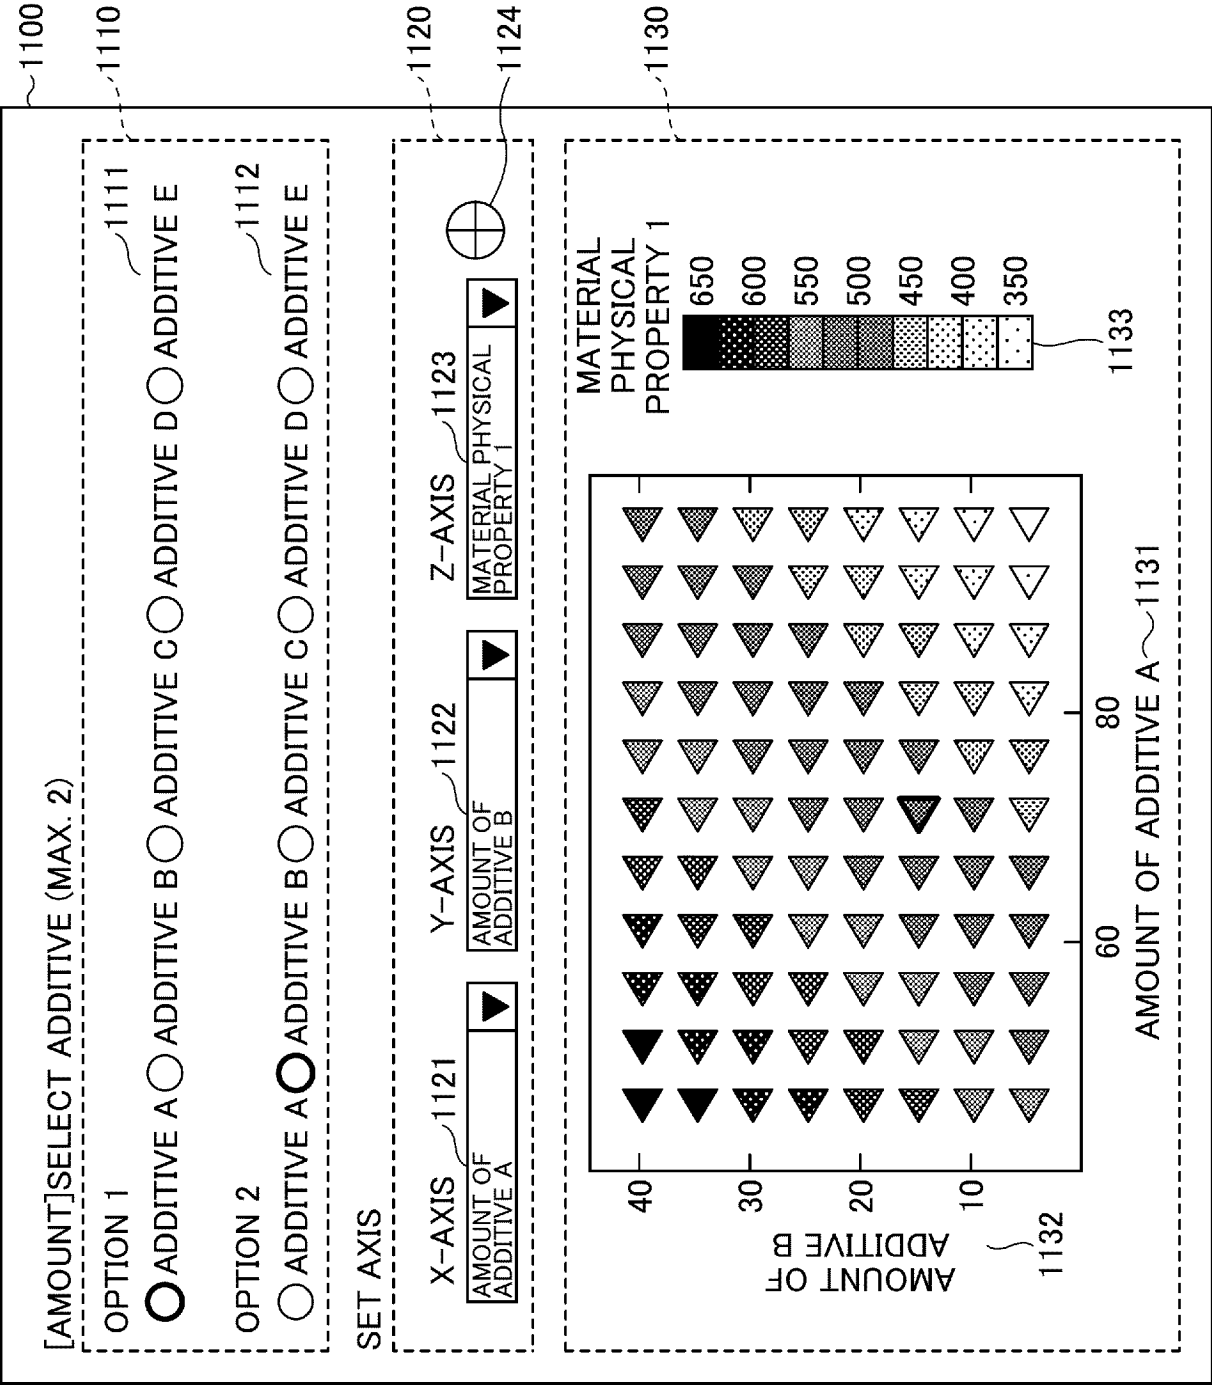 1100
[AMOUNT]SELECT ADDITIVE (MAX. 2)
1110
OPTION 1
1111
ADDITIVE A ADDITIVE B ADDITIVE C ADDITIVE D ADDITIVE E
OPTION 2
1112
ADDITIVE A ADDITIVE B ADDITIVE C ADDITIVE D ADDITIVE E
SET AXIS
1120
X-AXIS 1121
AMOUNT OF
ADDITIVE A
Y-AXIS 1122
AMOUNT OF
ADDITIVE B
Z-AXIS 1123
MATERIAL PHYSICAL
PROPERTY 1
1124
1130
MATERIAL
PHYSICAL
PROPERTY 1
650
600
550
500
450
400
350
1133
40
30
20
10
AMOUNT OF
ADDITIVE B
1132
60 80
AMOUNT OF ADDITIVE A 1131